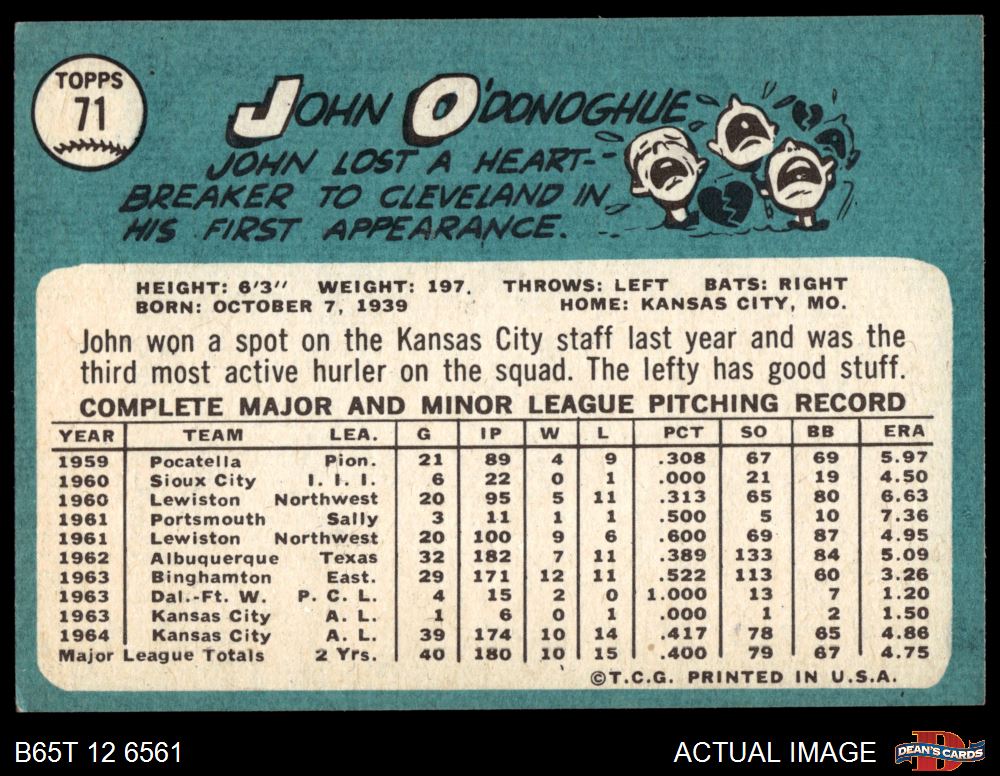 TOPPS
71
JOHN O'DONOGHUE
JOHN LOST A HEART-
BREAKER TO CLEVELAND IN
HIS FIRST APPEARANCE.
HEIGHT: 6'3" WEIGHT: 197. THROWS: LEFT BATS: RIGHT
BORN: OCTOBER 7, 1939 HOME: KANSAS CITY, MO.
John won a spot on the Kansas City staff last year and was the
third most active hurler on the squad. The lefty has good stuff.
COMPLETE MAJOR AND MINOR LEAGUE PITCHING RECORD
YEAR TEAM LEA. G IP W L PCT SO BB ERA
1959 Pocatella Pion. 21 89 4 9 .308 67 69 5.97
1960 Sioux City I. I. I. 6 22 0 1 .000 21 19 4.50
1960 Lewiston Northwest 20 95 5 11 .313 65 80 6.63
1961 Portsmouth Sally 3 11 1 1 .500 5 10 7.36
1961 Lewiston Northwest 20 100 9 6 .600 69 87 4.95
1962 Albuquerque Texas 32 182 7 11 .389 133 84 5.09
1963 Binghamton East. 29 171 12 11 .522 113 60 3.26
1963 Dal.-Ft. W. P. C. L. 4 15 2 0 1.000 13 7 1.20
1963 Kansas City A. L. 1 6 0 1 .000 1 2 1.50
1964 Kansas City A. L. 39 174 10 14 .417 78 65 4.86
Major League Totals 2 Yrs. 40 180 10 15 .400 79 67 4.75
©T.C.G. PRINTED IN U.S.A.
B65T 12 6561 ACTUAL IMAGE DEAN'S CARDS